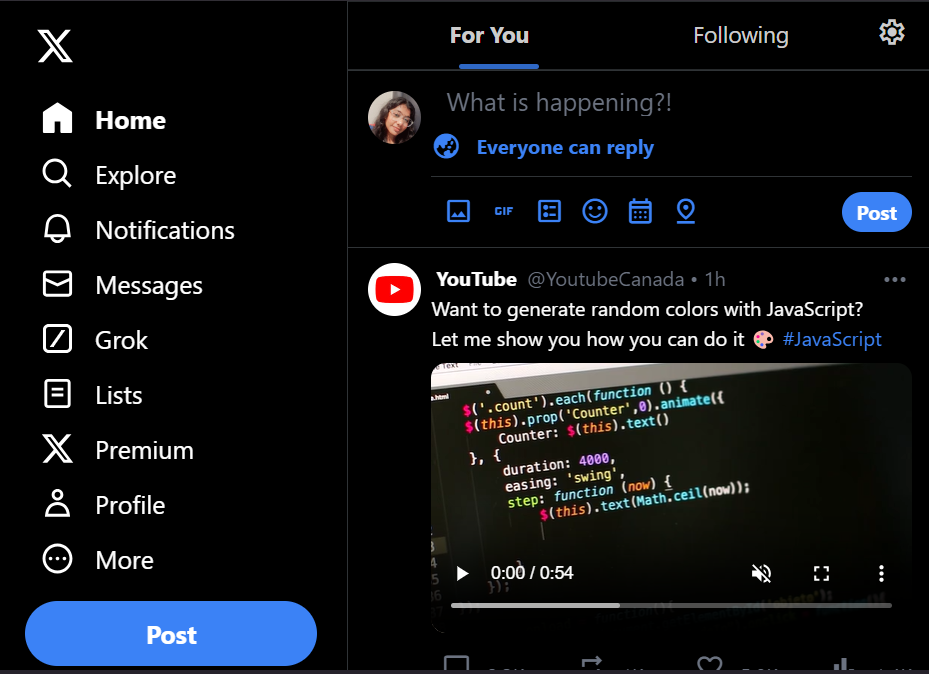 For You
Following
Home
Explore
Notifications
Messages
Grok
Lists
Premium
Profile
More
Post
What is happening?!
Everyone can reply
GIF
Post
YouTube @YoutubeCanada • 1h
Want to generate random colors with JavaScript?
Let me show you how you can do it 🎨 #JavaScript
$('.count').each(function () {
$(this).prop('Counter',0).animate({
Counter: $(this).text()
}, {
duration: 4000,
easing: 'swing',
step: function (now) {
$(this).text(Math.ceil(now));
}
});
0:00 / 0:54